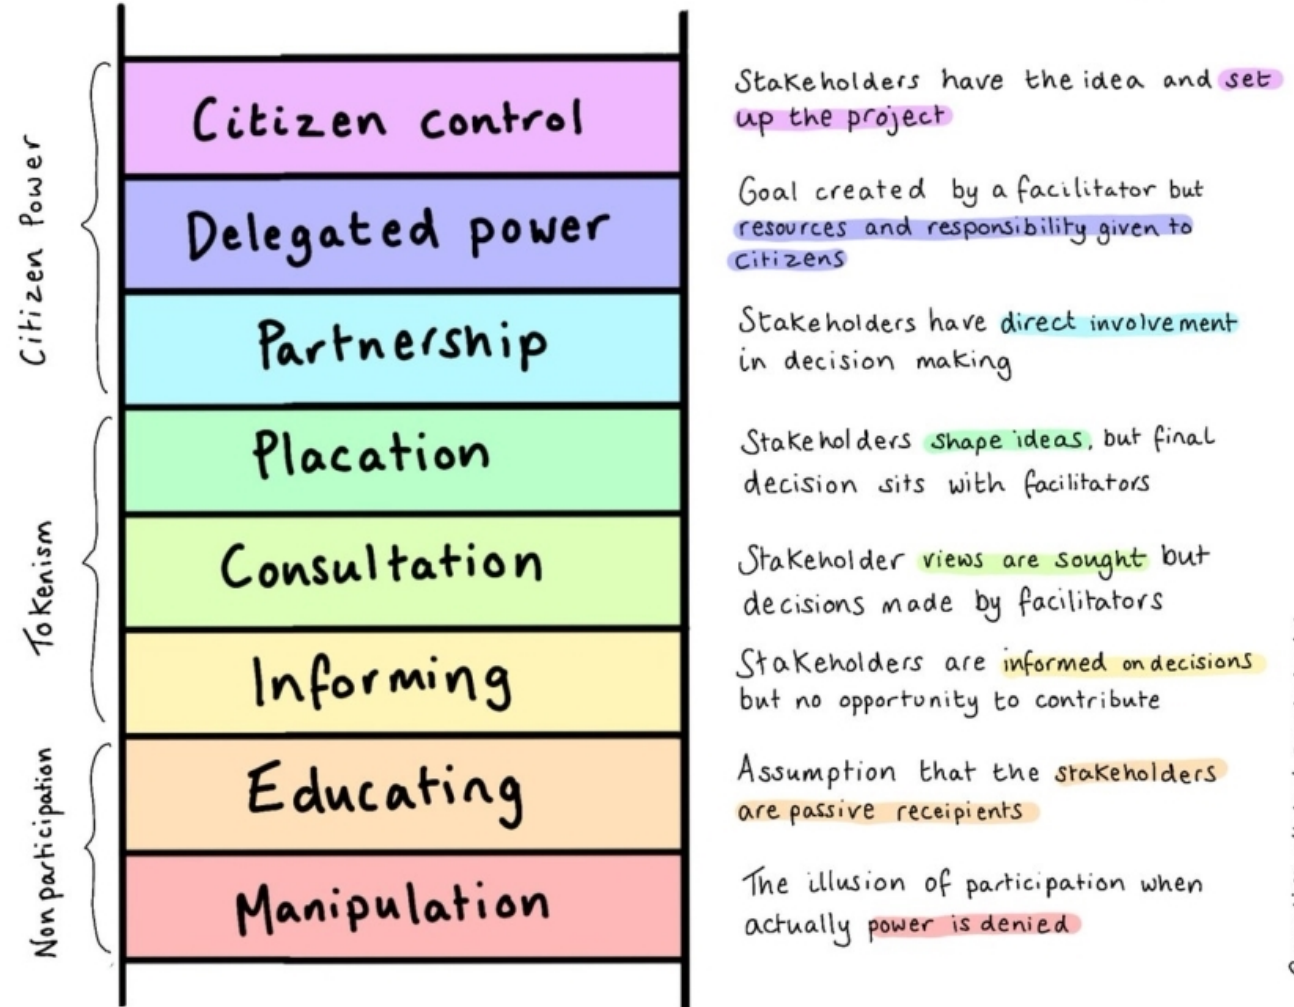 Citizen Power
Citizen control
Stakeholders have the idea and set
up the project
Delegated power
Goal created by a facilitator but
resources and responsibility given to
citizens
Partnership
Stakeholders have direct involvement
in decision making
Tokenism
Placation
Stakeholders shape ideas, but final
decision sits with facilitators
Consultation
Stakeholder views are sought but
decisions made by facilitators
Informing
Stakeholders are informed on decisions
but no opportunity to contribute
Nonparticipation
Educating
Assumption that the stakeholders
are passive receipients
Manipulation
The illusion of participation when
actually power is denied